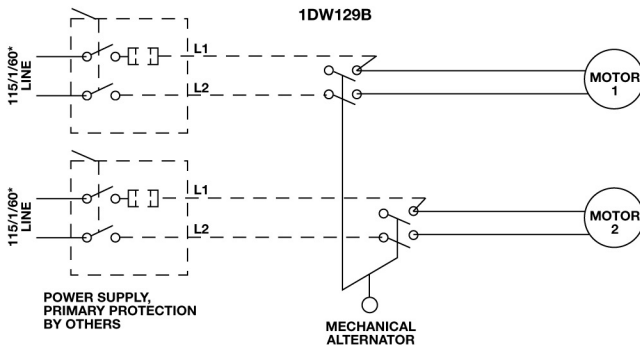 1DW129B
115/1/60*
LINE
L1
L2
MOTOR
1
115/1/60*
LINE
L1
L2
MOTOR
2
POWER SUPPLY,
PRIMARY PROTECTION
BY OTHERS
MECHANICAL
ALTERNATOR